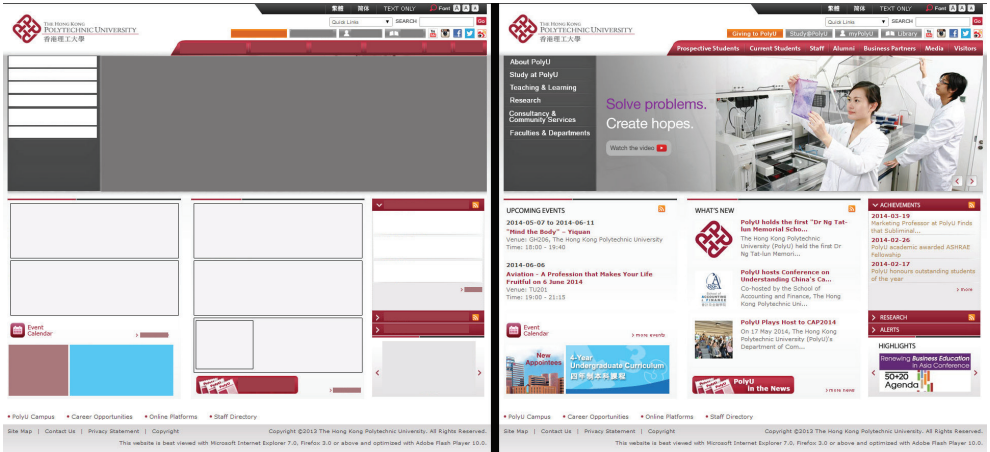 繁體 简体 TEXT ONLY Font A A A
THE HONG KONG
POLYTECHNIC UNIVERSITY
香港理工大學
Quick Links SEARCH Go
Event
Calendar
• PolyU Campus • Career Opportunities • Online Platforms • Staff Directory
Site Map | Contact Us | Privacy Statement | Copyright Copyright ©2013 The Hong Kong Polytechnic University. All Rights Reserved.
This website is best viewed with Microsoft Internet Explorer 7.0, Firefox 3.0 or above and optimized with Adobe Flash Player 10.0.
繁體 简体 TEXT ONLY Font A A A
THE HONG KONG
POLYTECHNIC UNIVERSITY
香港理工大學
Quick Links SEARCH Go
Giving to PolyU Study@PolyU myPolyU Library
Prospective Students Current Students Staff Alumni Business Partners Media Visitors
About PolyU
Study at PolyU
Teaching & Learning
Research
Consultancy &
Community Services
Faculties & Departments
Solve problems.
Create hopes.
Watch the video
UPCOMING EVENTS
2014-05-07 to 2014-06-11
"Mind the Body" – Yiquan
Venue: GH206, The Hong Kong Polytechnic University
Time: 18:00 - 19:40
2014-06-06
Aviation - A Profession that Makes Your Life
Fruitful on 6 June 2014
Venue: TU201
Time: 19:00 - 21:15
Event
Calendar
> more events
New
Appointees
4-Year
Undergraduate Curriculum
四年制本科課程
WHAT'S NEW
PolyU holds the first "Dr Ng Tat-
lun Memorial Scho...
The Hong Kong Polytechnic
University (PolyU) held the first Dr
Ng Tat-lun Memori...
PolyU hosts Conference on
Understanding China's Ca...
Co-hosted by the School of
Accounting and Finance, The Hong
Kong Polytechnic Uni...
PolyU Plays Host to CAP2014
On 17 May 2014, The Hong Kong
Polytechnic University (PolyU)'s
Department of Com...
PolyU
in the News
> more news
ACHIEVEMENTS
2014-03-19
Marketing Professor at PolyU finds
that Subliminal...
2014-02-26
PolyU academic awarded ASHRAE
Fellowship
2014-02-17
PolyU honours outstanding students
of the year
> more
RESEARCH
ALERTS
HIGHLIGHTS
Renewing Business Education
in Asia Conference
50+20
Agenda
• PolyU Campus • Career Opportunities • Online Platforms • Staff Directory
Site Map | Contact Us | Privacy Statement | Copyright Copyright ©2013 The Hong Kong Polytechnic University. All Rights Reserved.
This website is best viewed with Microsoft Internet Explorer 7.0, Firefox 3.0 or above and optimized with Adobe Flash Player 10.0.